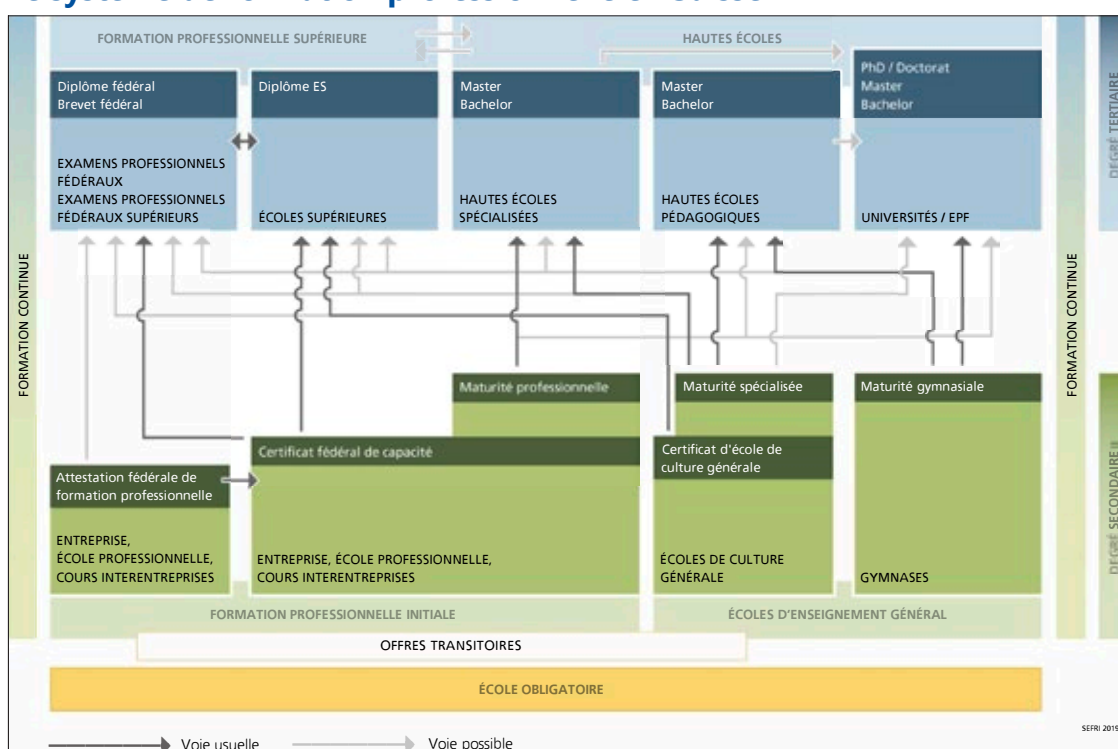 FORMATION PROFESSIONNELLE SUPÉRIEURE
HAUTES ÉCOLES
Diplôme fédéral
Brevet fédéral
EXAMENS PROFESSIONNELS
FÉDÉRAUX
EXAMENS PROFESSIONNELS
FÉDÉRAUX SUPÉRIEURS
Diplôme ES
ÉCOLES SUPÉRIEURES
Master
Bachelor
HAUTES ÉCOLES
SPÉCIALISÉES
Master
Bachelor
HAUTES ÉCOLES
PÉDAGOGIQUES
PhD / Doctorat
Master
Bachelor
UNIVERSITÉS / EPF
DEGRÉ TERTIAIRE
FORMATION CONTINUE
FORMATION CONTINUE
Maturité professionnelle
Maturité spécialisée
Maturité gymnasiale
Certificat fédéral de capacité
Certificat d'école de
culture générale
Attestation fédérale de
formation professionnelle
ENTREPRISE,
ÉCOLE PROFESSIONNELLE,
COURS INTERENTREPRISES
ENTREPRISE, ÉCOLE PROFESSIONNELLE,
COURS INTERENTREPRISES
ÉCOLES DE CULTURE
GÉNÉRALE
GYMNASES
DEGRÉ SECONDAIRE II
FORMATION PROFESSIONNELLE INITIALE
ÉCOLES D'ENSEIGNEMENT GÉNÉRAL
OFFRES TRANSITOIRES
ÉCOLE OBLIGATOIRE
SEFRI 2019
Voie usuelle
Voie possible